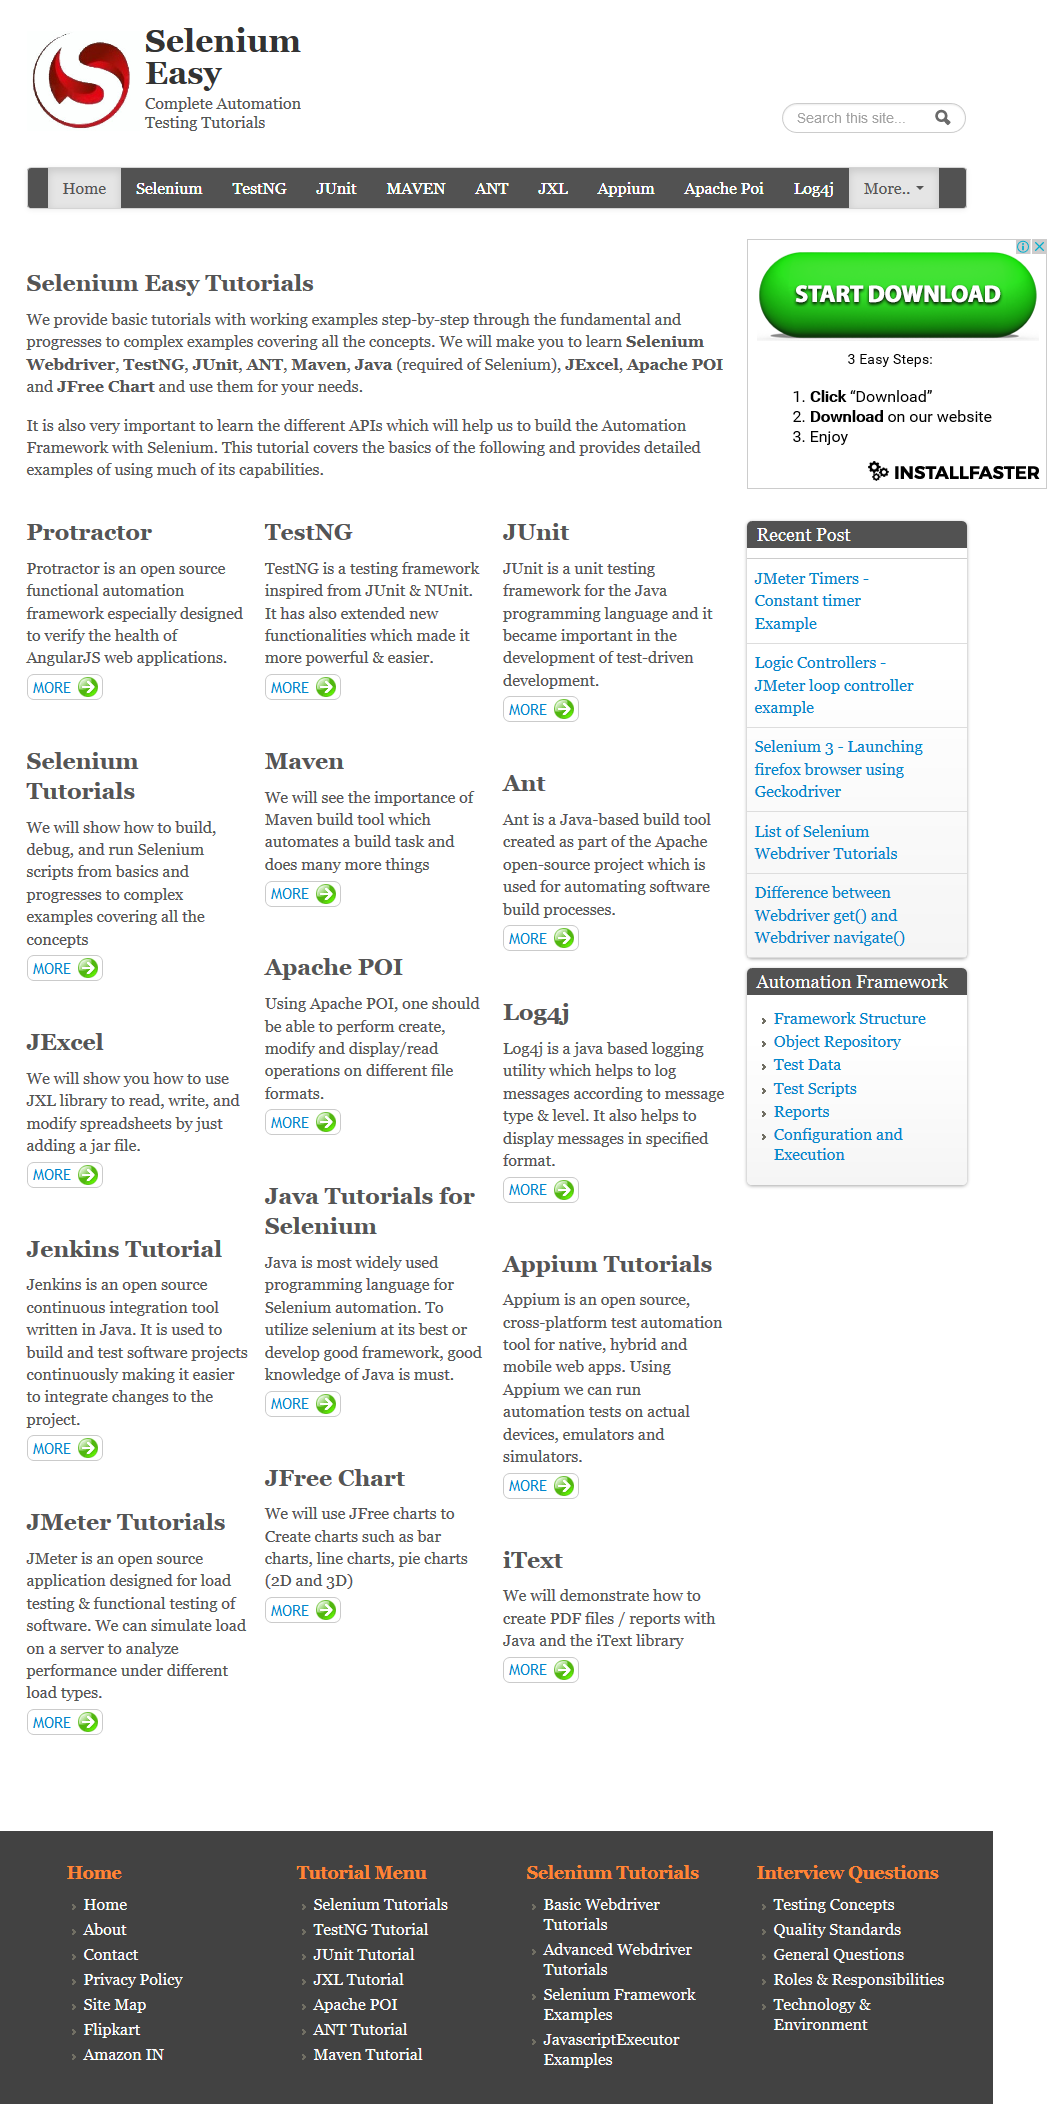 Selenium
Easy
Complete Automation
Testing Tutorials
Search this site...
Home Selenium TestNG JUnit MAVEN ANT JXL Appium Apache Poi Log4j More..
Selenium Easy Tutorials
We provide basic tutorials with working examples step-by-step through the fundamental and
progresses to complex examples covering all the concepts. We will make you to learn Selenium
Webdriver, TestNG, JUnit, ANT, Maven, Java (required of Selenium), JExcel, Apache POI
and JFree Chart and use them for your needs.
It is also very important to learn the different APIs which will help us to build the Automation
Framework with Selenium. This tutorial covers the basics of the following and provides detailed
examples of using much of its capabilities.
START DOWNLOAD
3 Easy Steps:
1. Click “Download”
2. Download on our website
3. Enjoy
INSTALLFASTER
Protractor
Protractor is an open source
functional automation
framework especially designed
to verify the health of
AngularJS web applications.
MORE
Selenium
Tutorials
We will show how to build,
debug, and run Selenium
scripts from basics and
progresses to complex
examples covering all the
concepts
MORE
JExcel
We will show you how to use
JXL library to read, write, and
modify spreadsheets by just
adding a jar file.
MORE
Jenkins Tutorial
Jenkins is an open source
continuous integration tool
written in Java. It is used to
build and test software projects
continuously making it easier
to integrate changes to the
project.
MORE
JMeter Tutorials
JMeter is an open source
application designed for load
testing & functional testing of
software. We can simulate load
on a server to analyze
performance under different
load types.
MORE
TestNG
TestNG is a testing framework
inspired from JUnit & NUnit.
It has also extended new
functionalities which made it
more powerful & easier.
MORE
Maven
We will see the importance of
Maven build tool which
automates a build task and
does many more things
MORE
Apache POI
Using Apache POI, one should
be able to perform create,
modify and display/read
operations on different file
formats.
MORE
Java Tutorials for
Selenium
Java is most widely used
programming language for
Selenium automation. To
utilize selenium at its best or
develop good framework, good
knowledge of Java is must.
MORE
JFree Chart
We will use JFree charts to
Create charts such as bar
charts, line charts, pie charts
(2D and 3D)
MORE
JUnit
JUnit is a unit testing
framework for the Java
programming language and it
became important in the
development of test-driven
development.
MORE
Ant
Ant is a Java-based build tool
created as part of the Apache
open-source project which is
used for automating software
build processes.
MORE
Log4j
Log4j is a java based logging
utility which helps to log
messages according to message
type & level. It also helps to
display messages in specified
format.
MORE
Appium Tutorials
Appium is an open source,
cross-platform test automation
tool for native, hybrid and
mobile web apps. Using
Appium we can run
automation tests on actual
devices, emulators and
simulators.
MORE
iText
We will demonstrate how to
create PDF files / reports with
Java and the iText library
MORE
Recent Post
JMeter Timers -
Constant timer
Example
Logic Controllers -
JMeter loop controller
example
Selenium 3 - Launching
firefox browser using
Geckodriver
List of Selenium
Webdriver Tutorials
Difference between
Webdriver get() and
Webdriver navigate()
Automation Framework
Framework Structure
Object Repository
Test Data
Test Scripts
Reports
Configuration and
Execution
Home
Home
About
Contact
Privacy Policy
Site Map
Flipkart
Amazon IN
Tutorial Menu
Selenium Tutorials
TestNG Tutorial
JUnit Tutorial
JXL Tutorial
Apache POI
ANT Tutorial
Maven Tutorial
Selenium Tutorials
Basic Webdriver
Tutorials
Advanced Webdriver
Tutorials
Selenium Framework
Examples
JavascriptExecutor
Examples
Interview Questions
Testing Concepts
Quality Standards
General Questions
Roles & Responsibilities
Technology &
Environment